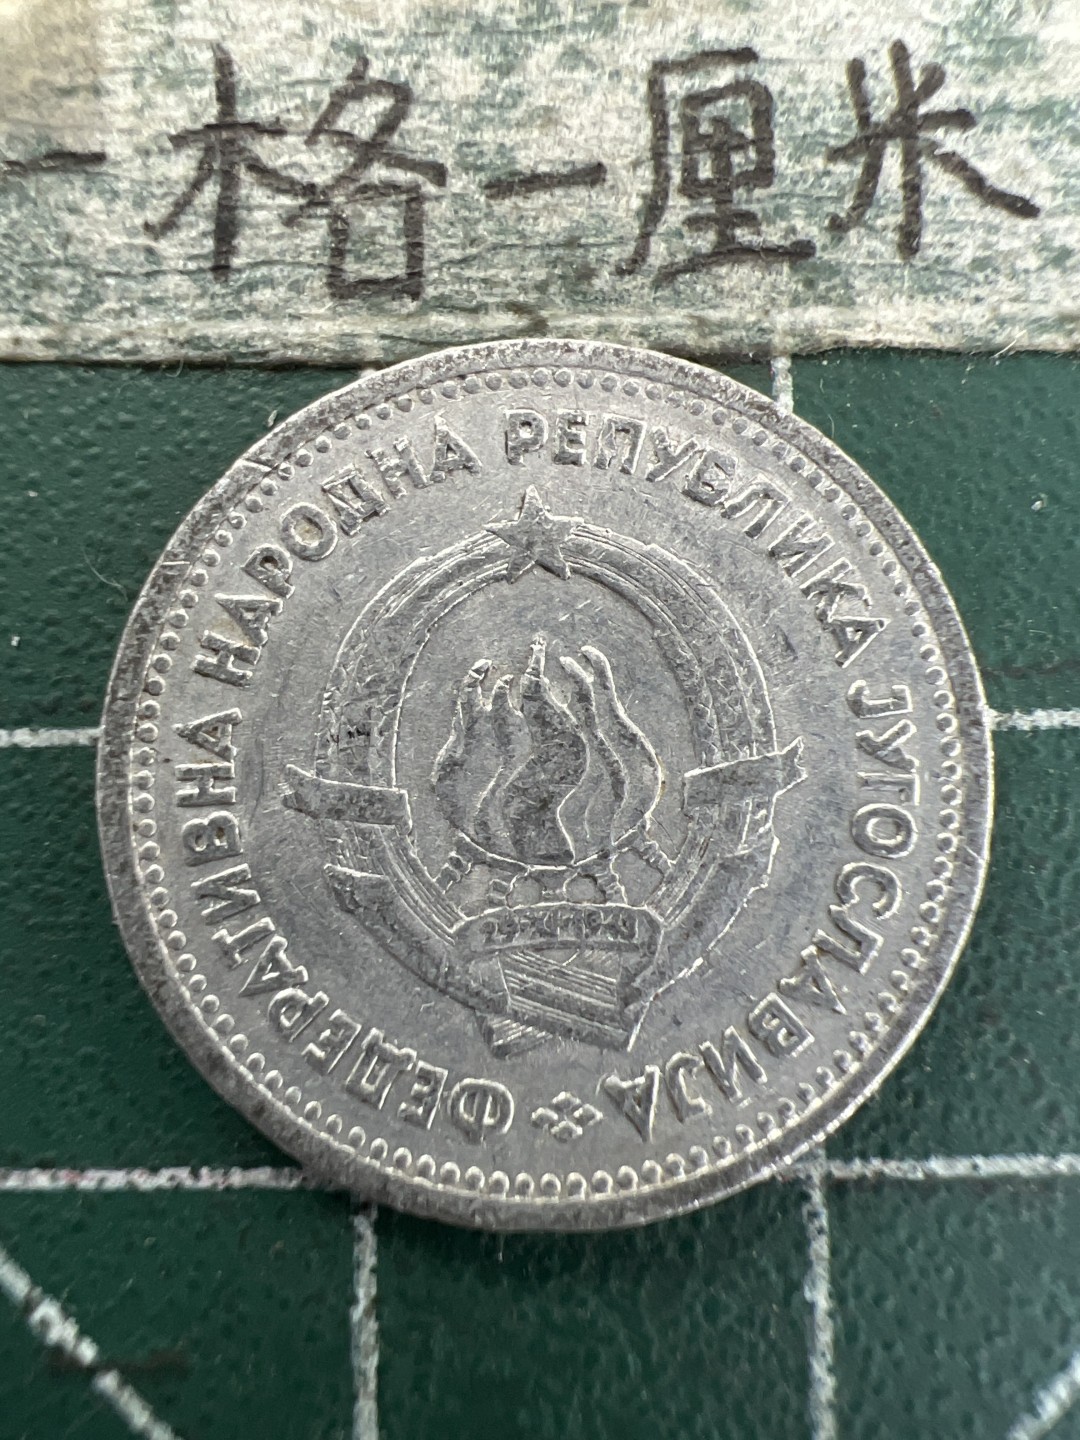 一格一厘米
ФЕДЕРАТИВНА НАРОДНА РЕПУБЛИКА ЈУГОСЛАВИЈА
29·XI·1943